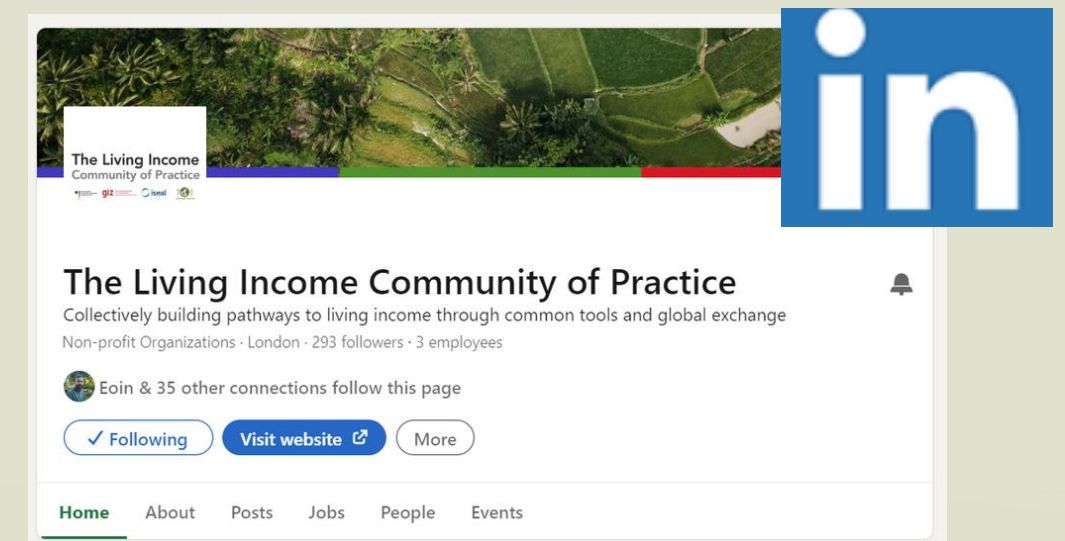 in
The Living Income
Community of Practice
giz
iseal
The Living Income Community of Practice
Collectively building pathways to living income through common tools and global exchange
Non-profit Organizations · London · 293 followers · 3 employees
Eoin & 35 other connections follow this page
✓ Following
Visit website
More
Home
About
Posts
Jobs
People
Events